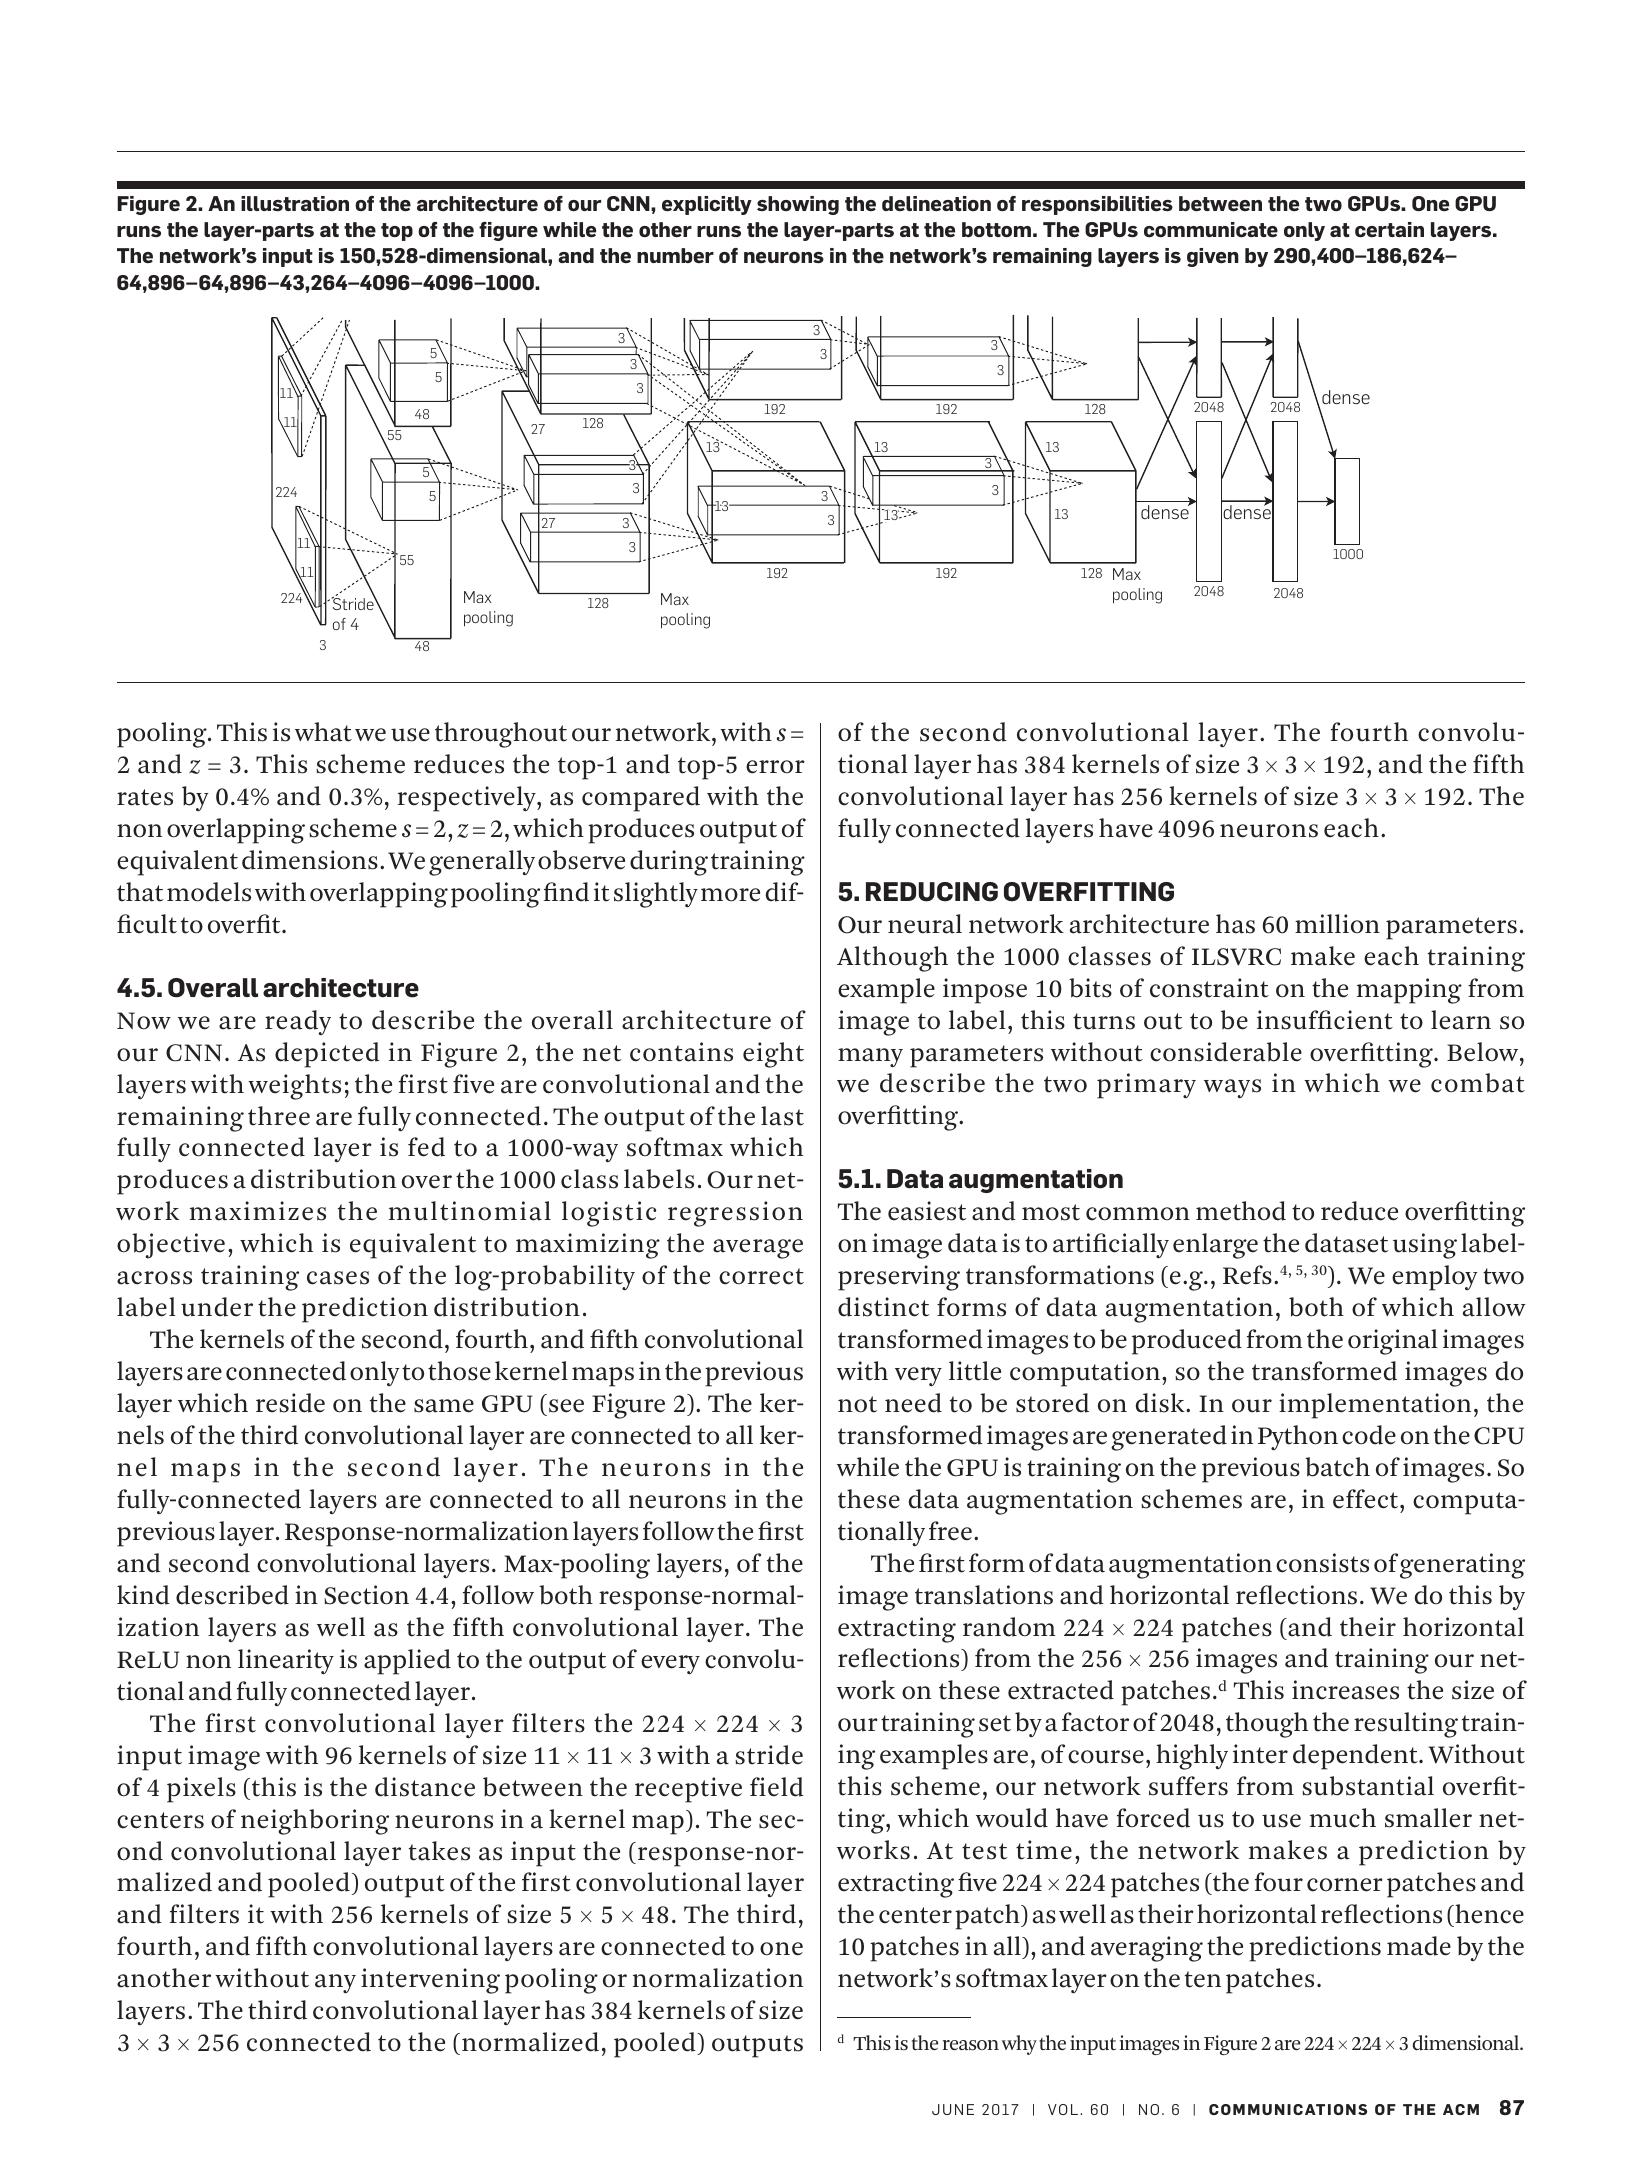 Figure 2. An illustration of the architecture of our CNN, explicitly showing the delineation of responsibilities between the two GPUs. One GPU
runs the layer-parts at the top of the figure while the other runs the layer-parts at the bottom. The GPUs communicate only at certain layers.
The network's input is 150,528-dimensional, and the number of neurons in the network's remaining layers is given by 290,400–186,624–
64,896–64,896–43,264–4096–4096–1000.
11
11
224
11
11
224
3
Stride
of 4
5
5
48
55
5
5
55
48
Max
pooling
3
3
3
128
27
3
3
27
3
3
128
Max
pooling
3
3
192
13
13
3
3
192
3
3
192
13
3
3
13
192
128
13
13
128
Max
pooling
dense
2048
2048
dense
2048
2048
dense
1000
pooling. This is what we use throughout our network, with s =
2 and z = 3. This scheme reduces the top-1 and top-5 error
rates by 0.4% and 0.3%, respectively, as compared with the
non overlapping scheme s = 2, z = 2, which produces output of
equivalent dimensions. We generally observe during training
that models with overlapping pooling find it slightly more dif-
ficult to overfit.
4.5. Overall architecture
Now we are ready to describe the overall architecture of
our CNN. As depicted in Figure 2, the net contains eight
layers with weights; the first five are convolutional and the
remaining three are fully connected. The output of the last
fully connected layer is fed to a 1000-way softmax which
produces a distribution over the 1000 class labels. Our net-
work maximizes the multinomial logistic regression
objective, which is equivalent to maximizing the average
across training cases of the log-probability of the correct
label under the prediction distribution.
The kernels of the second, fourth, and fifth convolutional
layers are connected only to those kernel maps in the previous
layer which reside on the same GPU (see Figure 2). The ker-
nels of the third convolutional layer are connected to all ker-
nel maps in the second layer. The neurons in the
fully-connected layers are connected to all neurons in the
previous layer. Response-normalization layers follow the first
and second convolutional layers. Max-pooling layers, of the
kind described in Section 4.4, follow both response-normal-
ization layers as well as the fifth convolutional layer. The
ReLU non linearity is applied to the output of every convolu-
tional and fully connected layer.
The first convolutional layer filters the 224 × 224 × 3
input image with 96 kernels of size 11 × 11 × 3 with a stride
of 4 pixels (this is the distance between the receptive field
centers of neighboring neurons in a kernel map). The sec-
ond convolutional layer takes as input the (response-nor-
malized and pooled) output of the first convolutional layer
and filters it with 256 kernels of size 5 × 5 × 48. The third,
fourth, and fifth convolutional layers are connected to one
another without any intervening pooling or normalization
layers. The third convolutional layer has 384 kernels of size
3 × 3 × 256 connected to the (normalized, pooled) outputs
of the second convolutional layer. The fourth convolu-
tional layer has 384 kernels of size 3 × 3 × 192, and the fifth
convolutional layer has 256 kernels of size 3 × 3 × 192. The
fully connected layers have 4096 neurons each.
5. REDUCING OVERFITTING
Our neural network architecture has 60 million parameters.
Although the 1000 classes of ILSVRC make each training
example impose 10 bits of constraint on the mapping from
image to label, this turns out to be insufficient to learn so
many parameters without considerable overfitting. Below,
we describe the two primary ways in which we combat
overfitting.
5.1. Data augmentation
The easiest and most common method to reduce overfitting
on image data is to artificially enlarge the dataset using label-
preserving transformations (e.g., Refs.4, 5, 30). We employ two
distinct forms of data augmentation, both of which allow
transformed images to be produced from the original images
with very little computation, so the transformed images do
not need to be stored on disk. In our implementation, the
transformed images are generated in Python code on the CPU
while the GPU is training on the previous batch of images. So
these data augmentation schemes are, in effect, computa-
tionally free.
The first form of data augmentation consists of generating
image translations and horizontal reflections. We do this by
extracting random 224 × 224 patches (and their horizontal
reflections) from the 256 × 256 images and training our net-
work on these extracted patches.d This increases the size of
our training set by a factor of 2048, though the resulting train-
ing examples are, of course, highly inter dependent. Without
this scheme, our network suffers from substantial overfit-
ting, which would have forced us to use much smaller net-
works. At test time, the network makes a prediction by
extracting five 224 × 224 patches (the four corner patches and
the center patch) as well as their horizontal reflections (hence
10 patches in all), and averaging the predictions made by the
network's softmax layer on the ten patches.
d This is the reason why the input images in Figure 2 are 224 × 224 × 3 dimensional.
JUNE 2017 | VOL. 60 | NO. 6 | COMMUNICATIONS OF THE ACM 87